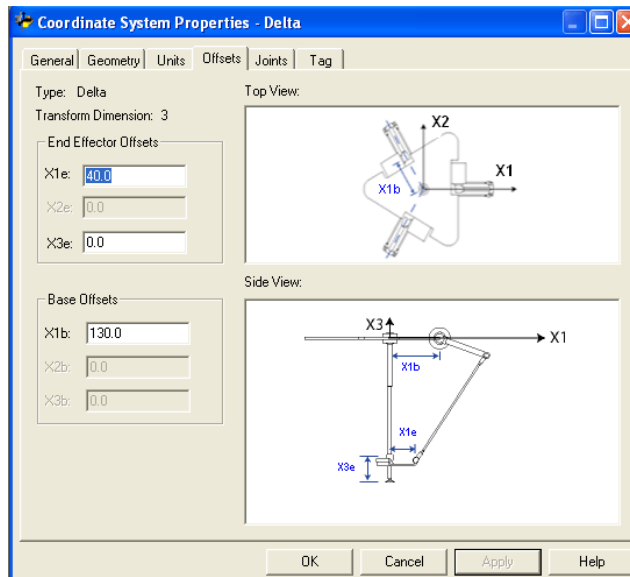 Coordinate System Properties - Delta
General Geometry Units Offsets Joints Tag
Type: Delta
Transform Dimension: 3
End Effector Offsets
X1e: 40.0
X2e: 0.0
X3e: 0.0
Base Offsets
X1b: 130.0
X2b: 0.0
X3b: 0.0
Top View:
X2
X1
X1b
Side View:
X3
X1
X1b
X1e
X3e
OK Cancel Apply Help